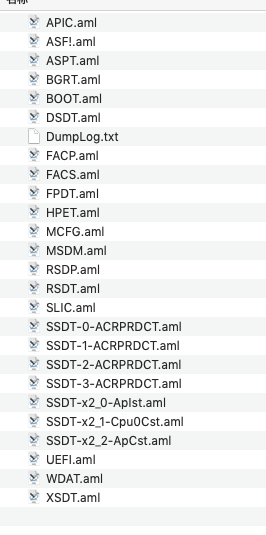 名称
APIC.aml
ASF!.aml
ASPT.aml
BGRT.aml
BOOT.aml
DSDT.aml
DumpLog.txt
FACP.aml
FACS.aml
FPDT.aml
HPET.aml
MCFG.aml
MSDM.aml
RSDP.aml
RSDT.aml
SLIC.aml
SSDT-0-ACRPRDCT.aml
SSDT-1-ACRPRDCT.aml
SSDT-2-ACRPRDCT.aml
SSDT-3-ACRPRDCT.aml
SSDT-x2_0-ApIst.aml
SSDT-x2_1-Cpu0Cst.aml
SSDT-x2_2-ApCst.aml
UEFI.aml
WDAT.aml
XSDT.aml